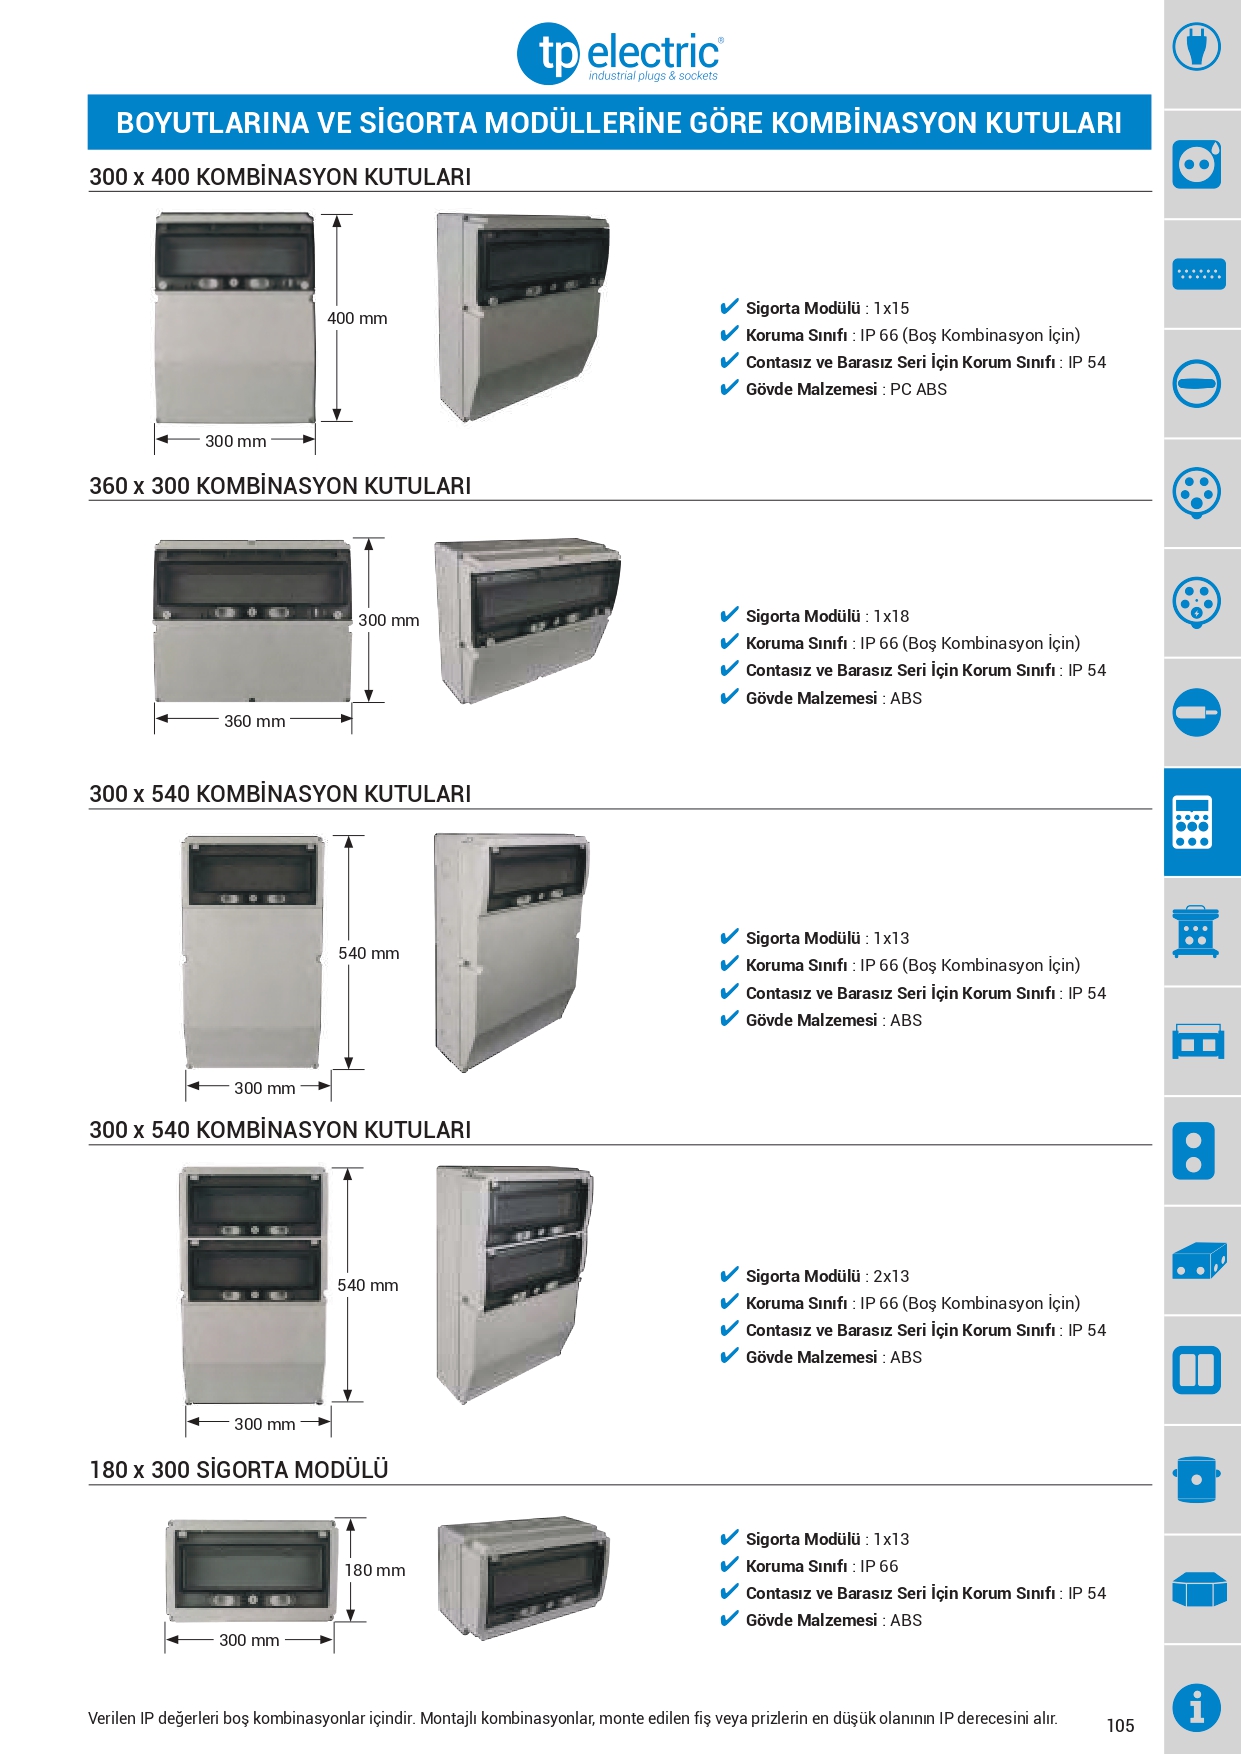 tp electric®
industrial plugs & sockets
BOYUTLARINA VE SİGORTA MODÜLLERİNE GÖRE KOMBİNASYON KUTULARI
300 x 400 KOMBİNASYON KUTULARI
400 mm
300 mm
✔ Sigorta Modülü : 1x15
✔ Koruma Sınıfı : IP 66 (Boş Kombinasyon İçin)
✔ Contasız ve Barasız Seri İçin Korum Sınıfı : IP 54
✔ Gövde Malzemesi : PC ABS
360 x 300 KOMBİNASYON KUTULARI
300 mm
360 mm
✔ Sigorta Modülü : 1x18
✔ Koruma Sınıfı : IP 66 (Boş Kombinasyon İçin)
✔ Contasız ve Barasız Seri İçin Korum Sınıfı : IP 54
✔ Gövde Malzemesi : ABS
300 x 540 KOMBİNASYON KUTULARI
540 mm
300 mm
✔ Sigorta Modülü : 1x13
✔ Koruma Sınıfı : IP 66 (Boş Kombinasyon İçin)
✔ Contasız ve Barasız Seri İçin Korum Sınıfı : IP 54
✔ Gövde Malzemesi : ABS
300 x 540 KOMBİNASYON KUTULARI
540 mm
300 mm
✔ Sigorta Modülü : 2x13
✔ Koruma Sınıfı : IP 66 (Boş Kombinasyon İçin)
✔ Contasız ve Barasız Seri İçin Korum Sınıfı : IP 54
✔ Gövde Malzemesi : ABS
180 x 300 SİGORTA MODÜLÜ
180 mm
300 mm
✔ Sigorta Modülü : 1x13
✔ Koruma Sınıfı : IP 66
✔ Contasız ve Barasız Seri İçin Korum Sınıfı : IP 54
✔ Gövde Malzemesi : ABS
Verilen IP değerleri boş kombinasyonlar içindir. Montajlı kombinasyonlar, monte edilen fiş veya prizlerin en düşük olanının IP derecesini alır.
105